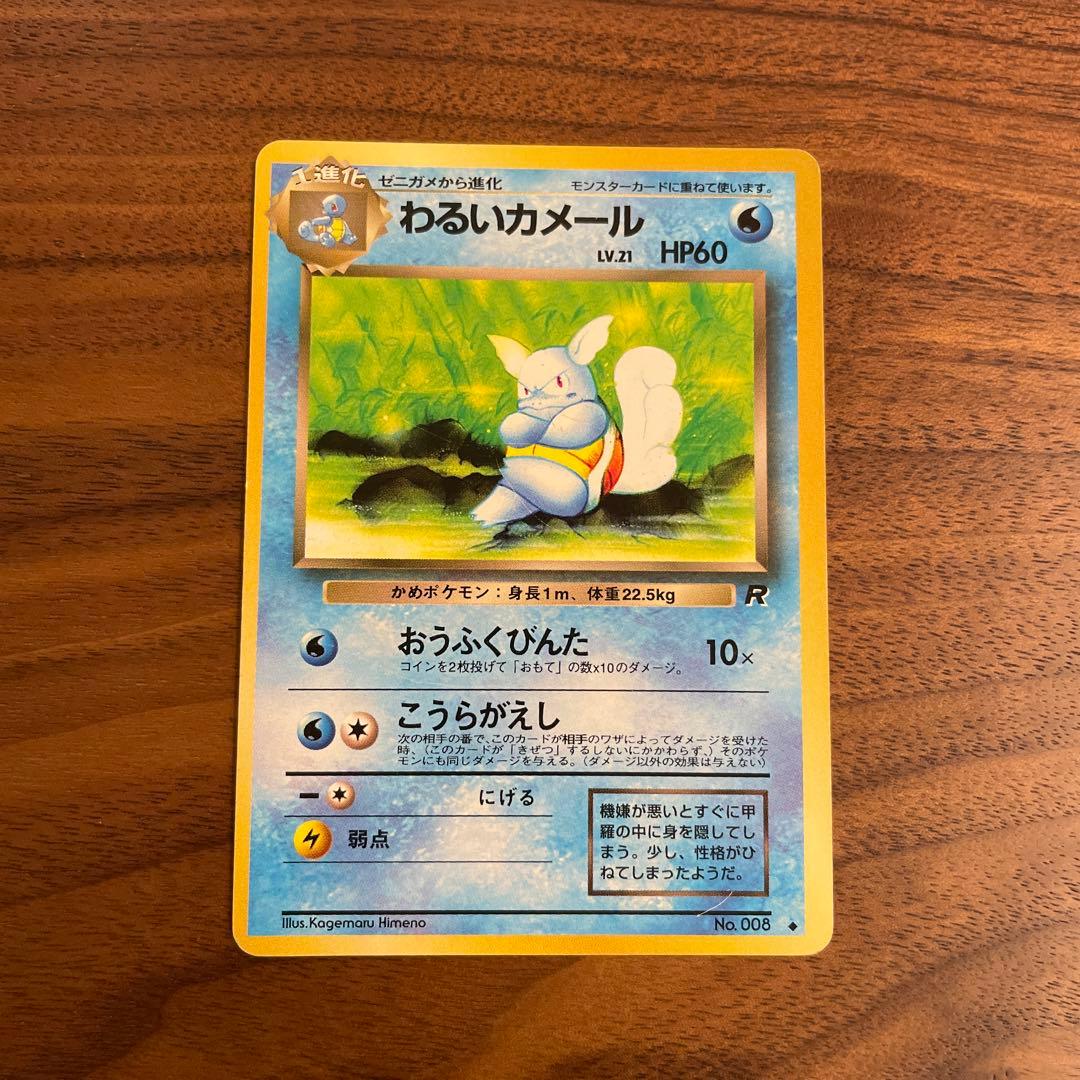 1進化
ゼニガメから進化
モンスターカードに重ねて使います。
わるいカメール
LV.21 HP60
かめポケモン：身長1m、体重22.5kg
R
おうふくびんた 10×
コインを2枚投げて「おもて」の数x10のダメージ。
こうらがえし
次の相手の番で、このカードが相手のワザによってダメージを受けた
時、（このカードが「きぜつ」するしないにかかわらず、）そのポケ
モンにも同じダメージを与える。（ダメージ以外の効果は与えない）
にげる
弱点
機嫌が悪いとすぐに甲
羅の中に身を隠してし
まう。少し、性格がひ
ねてしまったようだ。
Illus.Kagemaru Himeno
No. 008